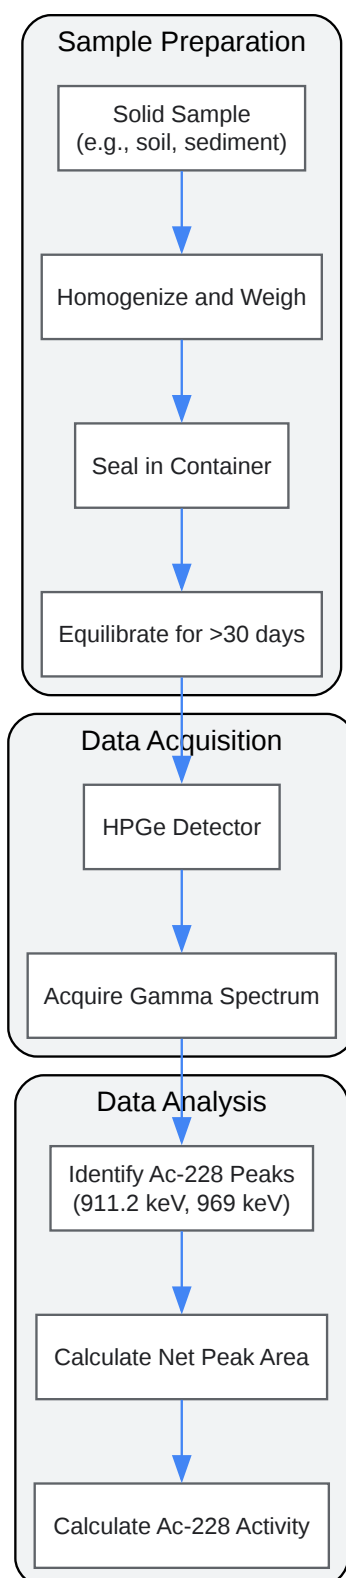 Sample Preparation
Solid Sample
(e.g., soil, sediment)
Homogenize and Weigh
Seal in Container
Equilibrate for >30 days
Data Acquisition
HPGe Detector
Acquire Gamma Spectrum
Data Analysis
Identify Ac-228 Peaks
(911.2 keV, 969 keV)
Calculate Net Peak Area
Calculate Ac-228 Activity